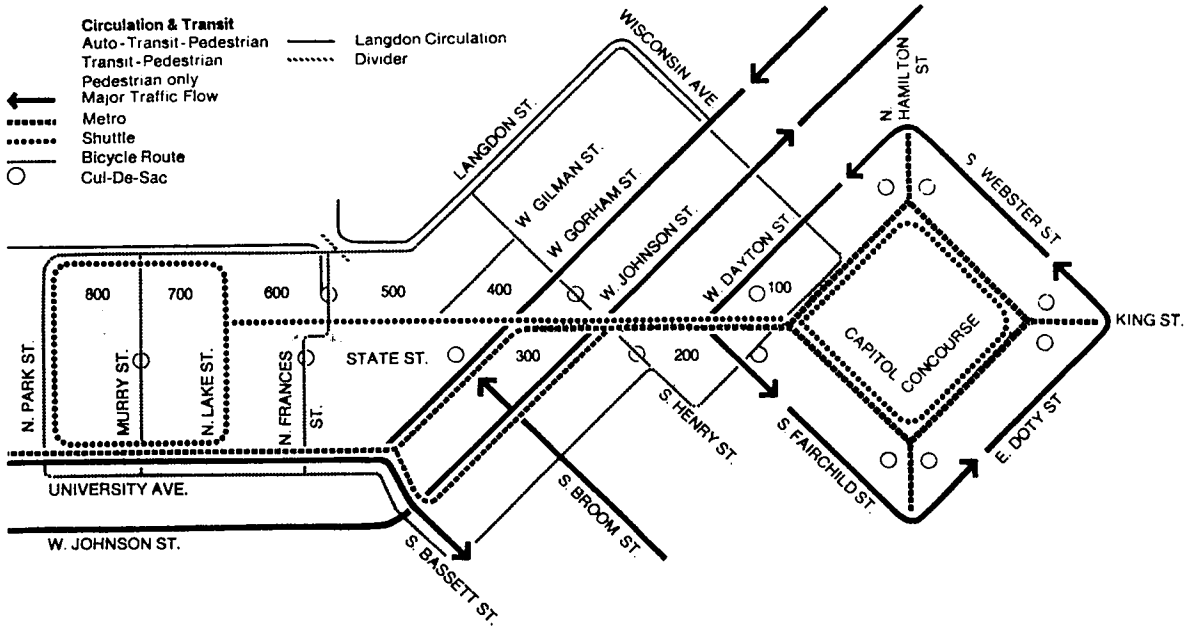 Circulation & Transit
Auto-Transit-Pedestrian
Transit-Pedestrian
Pedestrian only
Major Traffic Flow
Metro
Shuttle
Bicycle Route
Cul-De-Sac
Langdon Circulation
Divider
WISCONSIN AVE
N. HAMILTON ST
LANGDON ST.
W GILMAN ST.
W GORHAM ST.
W. JOHNSON ST.
W. DAYTON ST.
S. WEBSTER ST
800
700
600
500
400
100
KING ST.
N. PARK ST.
MURRY ST.
N. LAKE ST.
N. FRANCES ST.
STATE ST.
300
200
CAPITOL CONCOURSE
S. HENRY ST.
S. FAIRCHILD ST.
E. DOTY ST
UNIVERSITY AVE.
S. BROOM ST.
W. JOHNSON ST.
S. BASSETT ST.